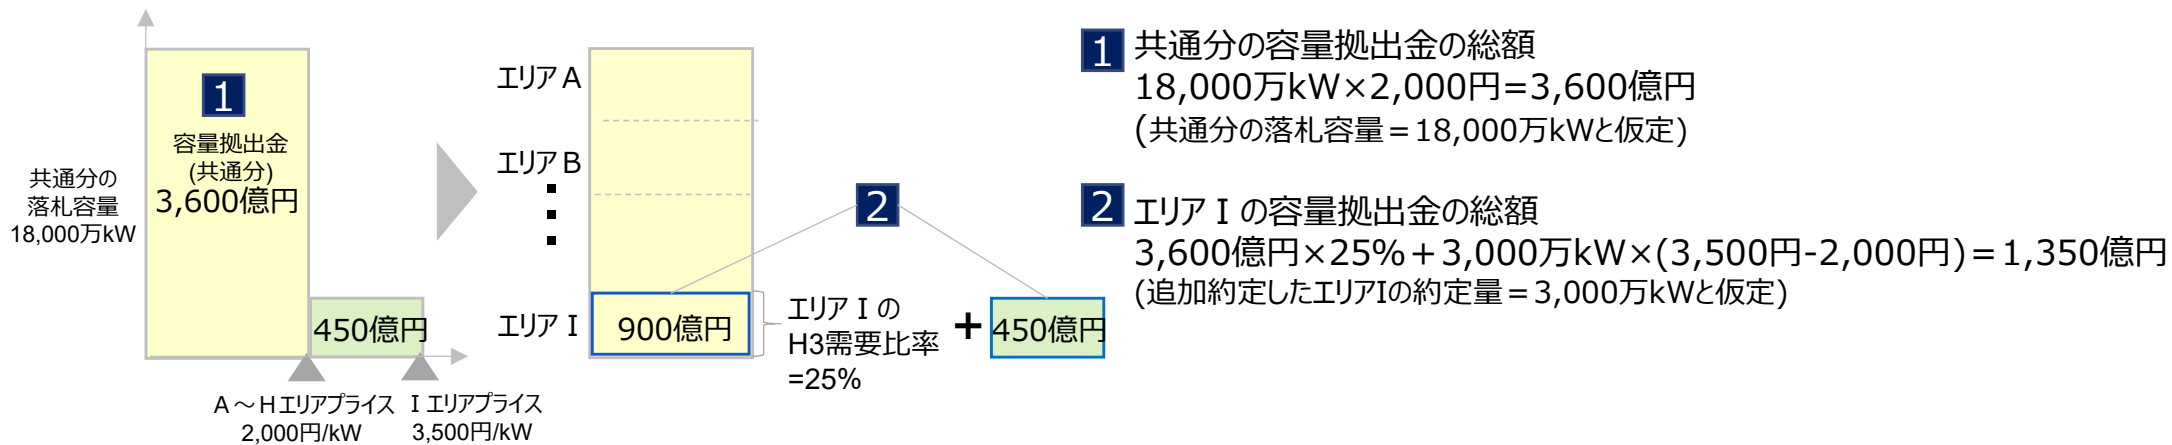 1
容量拠出金
(共通分)
3,600億円
共通分の
落札容量
18,000万kW
450億円
A～Hエリアプライス
2,000円/kW
I エリアプライス
3,500円/kW
エリア A
エリア B
エリア I
900億円
エリア I の
H3需要比率
=25%
2
+
450億円
1 共通分の容量拠出金の総額
18,000万kW×2,000円=3,600億円
(共通分の落札容量＝18,000万kWと仮定)
2 エリア I の容量拠出金の総額
3,600億円×25%＋3,000万kW×(3,500円-2,000円)＝1,350億円
(追加約定したエリアIの約定量＝3,000万kWと仮定)